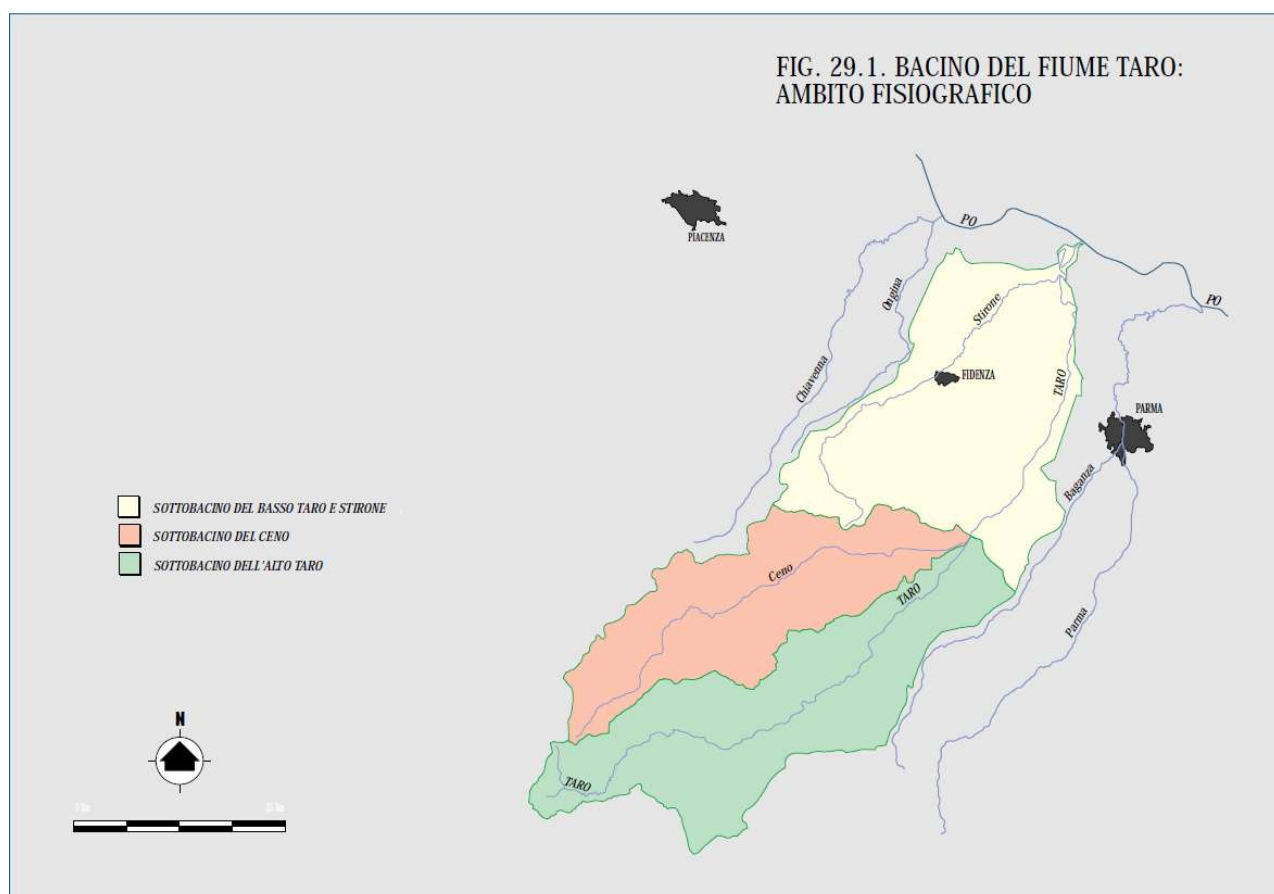 FIG. 29.1. BACINO DEL FIUME TARO:
AMBITO FISIOGRAFICO
PIACENZA
PO
Ongina
Stirone
PO
Chiavenna
FIDENZA
TARO
PARMA
Baganza
SOTTOBACINO DEL BASSO TARO E STIRONE
SOTTOBACINO DEL CENO
SOTTOBACINO DELL'ALTO TARO
Ceno
TARO
Parma
N
TARO